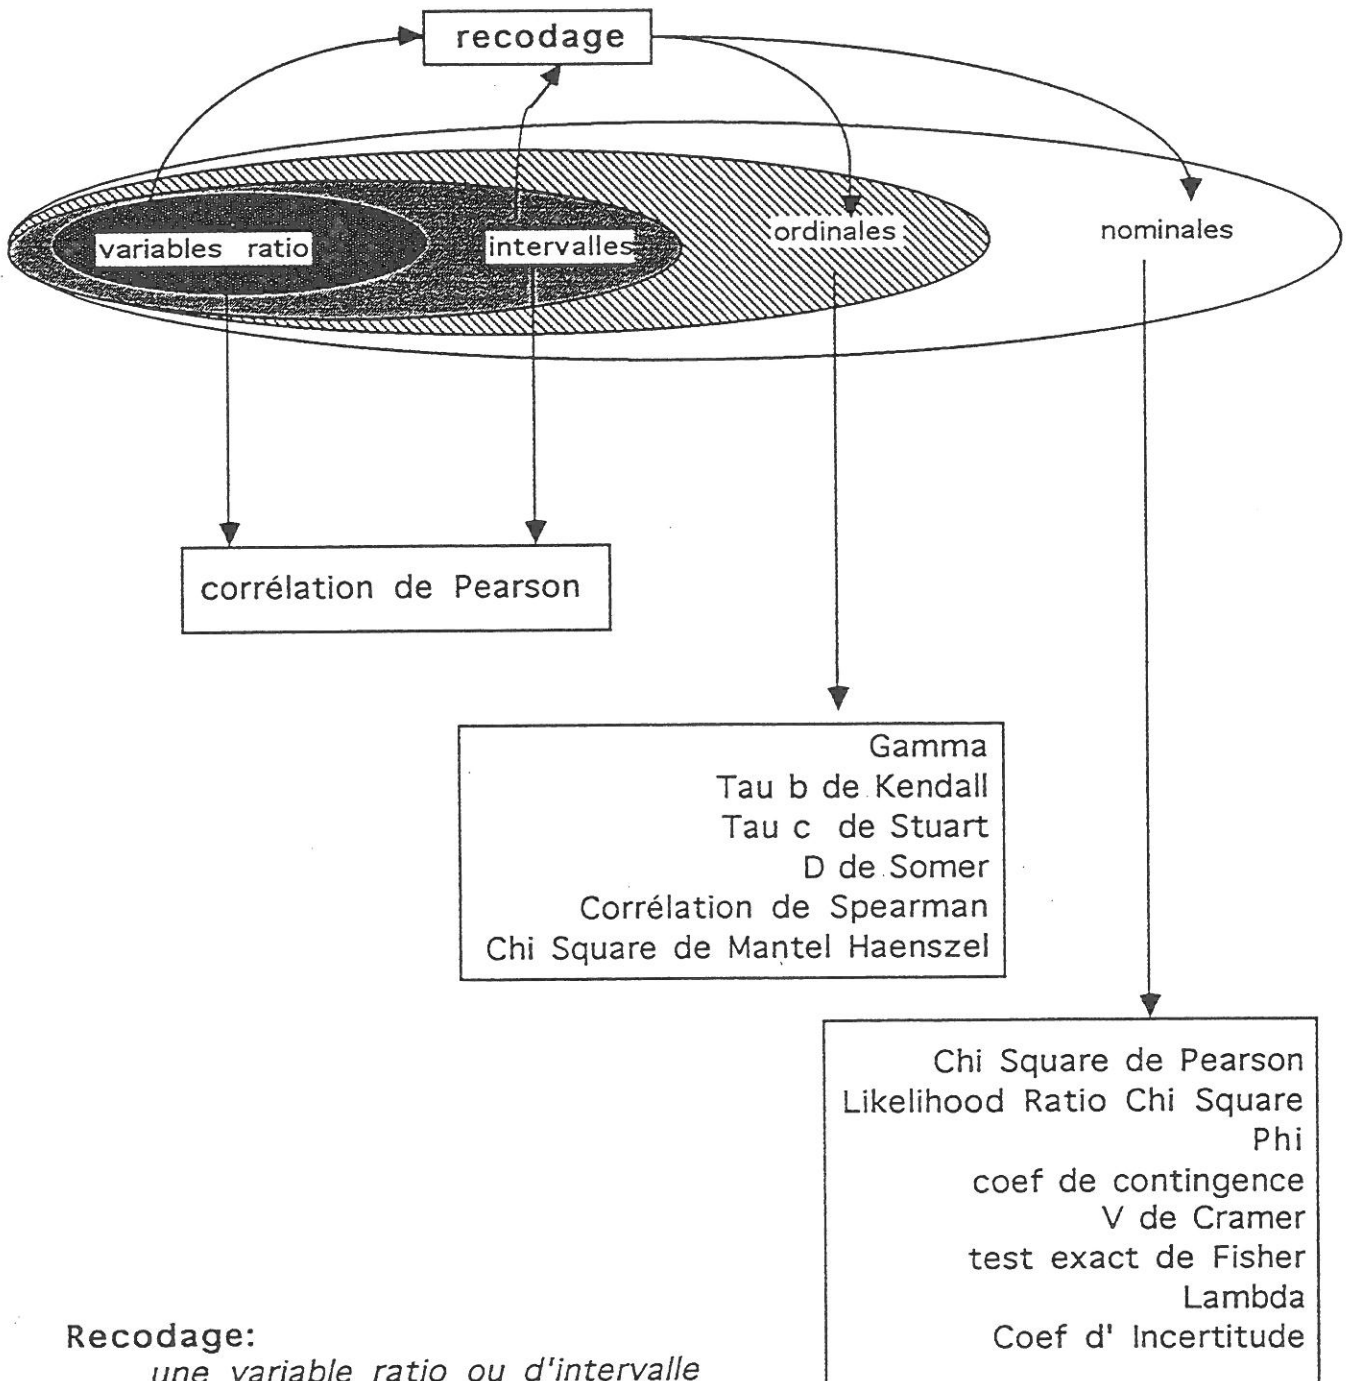 recodage
variables ratio
intervalles
ordinales
nominales
corrélation de Pearson
Gamma
Tau b de Kendall
Tau c de Stuart
D de Somer
Corrélation de Spearman
Chi Square de Mantel Haenszel
Chi Square de Pearson
Likelihood Ratio Chi Square
Phi
coef de contingence
V de Cramer
test exact de Fisher
Lambda
Coef d' Incertitude
Recodage:
une variable ratio ou d'intervalle